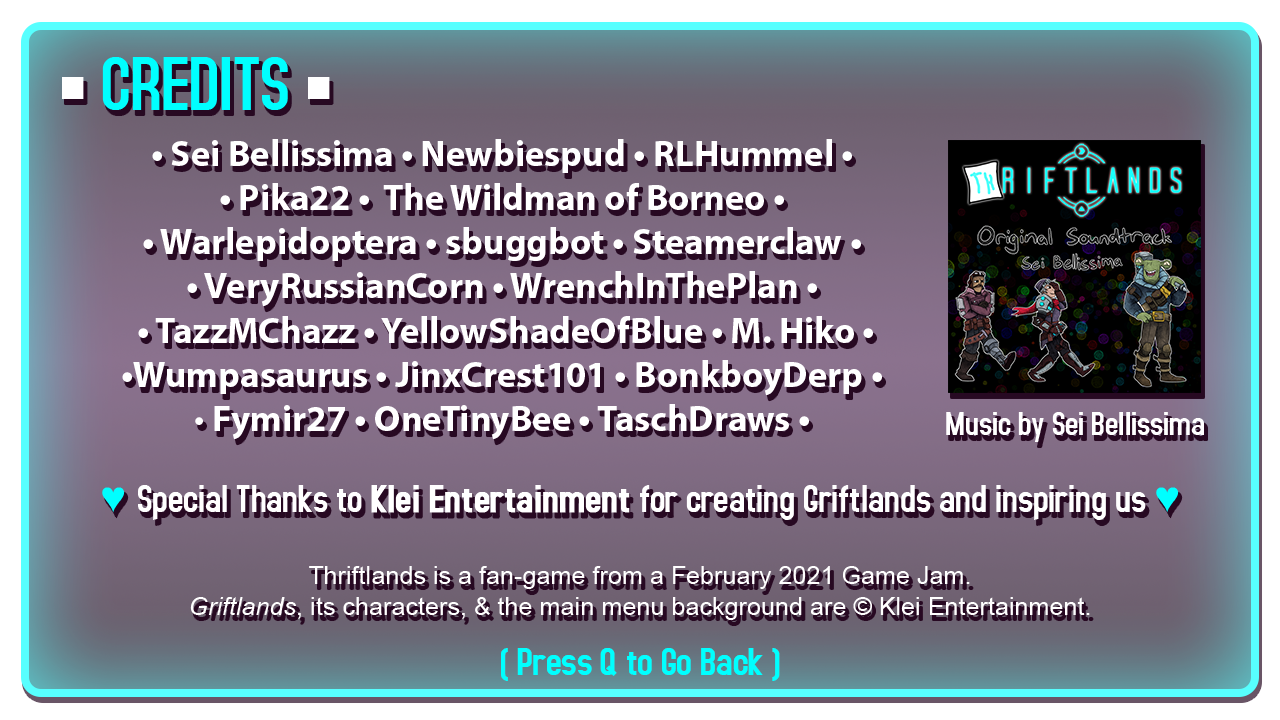 ▪ CREDITS ▪
• Sei Bellissima • Newbiespud • RLHummel •
• Pika22 • The Wildman of Borneo •
• Warlepidoptera • sbuggbot • Steamerclaw •
• VeryRussianCorn • WrenchInThePlan •
• TazzMChazz • YellowShadeOfBlue • M. Hiko •
•Wumpasaurus • JinxCrest101 • BonkboyDerp •
• Fymir27 • OneTinyBee • TaschDraws •
THRIFTLANDS
Original Soundtrack
Sei Bellissima
Music by Sei Bellissima
♥ Special Thanks to Klei Entertainment for creating Griftlands and inspiring us ♥
Thriftlands is a fan-game from a February 2021 Game Jam.
Griftlands, its characters, & the main menu background are © Klei Entertainment.
( Press Q to Go Back )